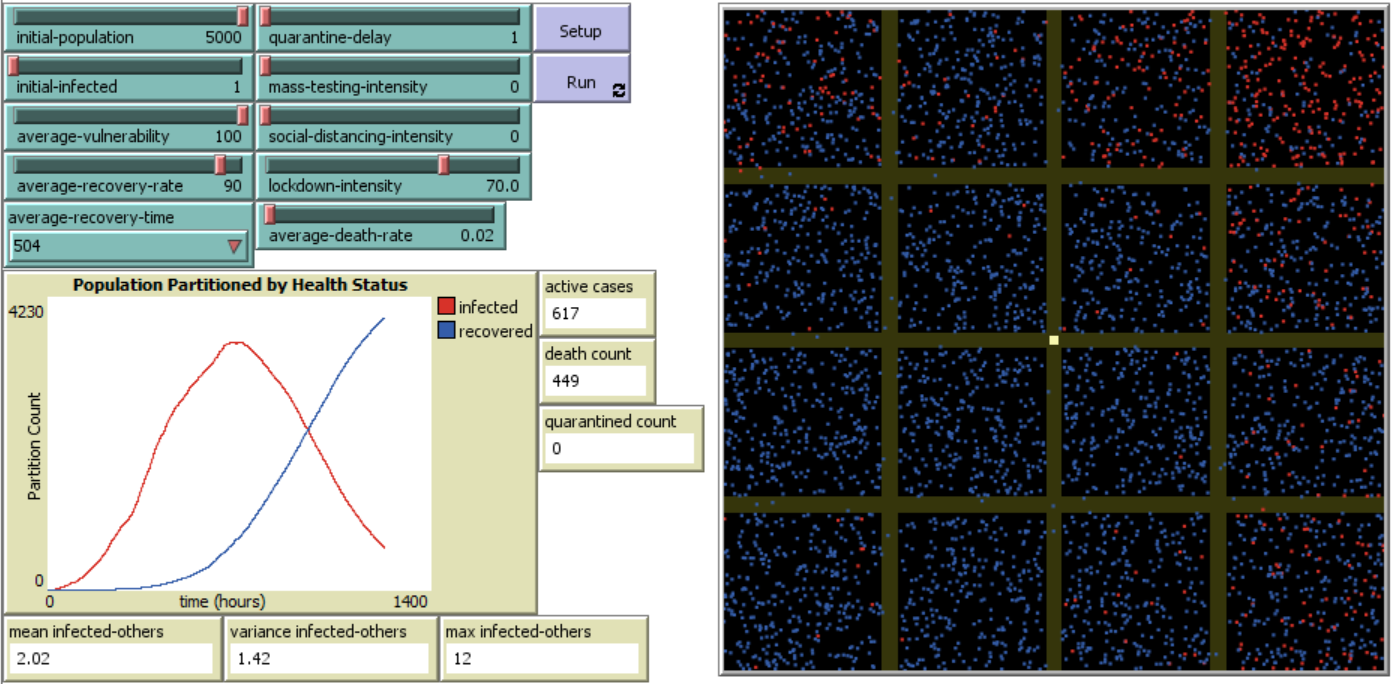 initial-population 5000
quarantine-delay 1
Setup
initial-infected 1
mass-testing-intensity 0
Run
average-vulnerability 100
social-distancing-intensity 0
average-recovery-rate 90
lockdown-intensity 70.0
average-recovery-time
504
average-death-rate 0.02
Population Partitioned by Health Status
4230
0
Partition Count
0
time (hours)
1400
infected
recovered
active cases
617
death count
449
quarantined count
0
mean infected-others
2.02
variance infected-others
1.42
max infected-others
12